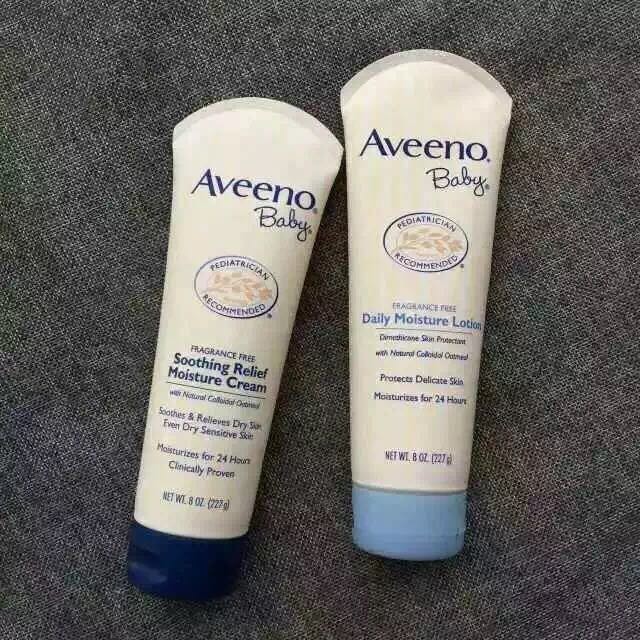 Aveeno®
Baby®
PEDIATRICIAN
RECOMMENDED®
FRAGRANCE FREE
Soothing Relief
Moisture Cream
with Natural Colloidal Oatmeal
Soothes & Relieves Dry Skin
Even Dry Sensitive Skin
Moisturizes for 24 Hours
Clinically Proven
NET WT. 8 OZ. (227g)
Aveeno®
Baby®
PEDIATRICIAN
RECOMMENDED®
FRAGRANCE FREE
Daily Moisture Lotion
Dimethicone Skin Protectant
with Natural Colloidal Oatmeal
Protects Delicate Skin
Moisturizes for 24 Hours
NET WT. 8 OZ. (227g)